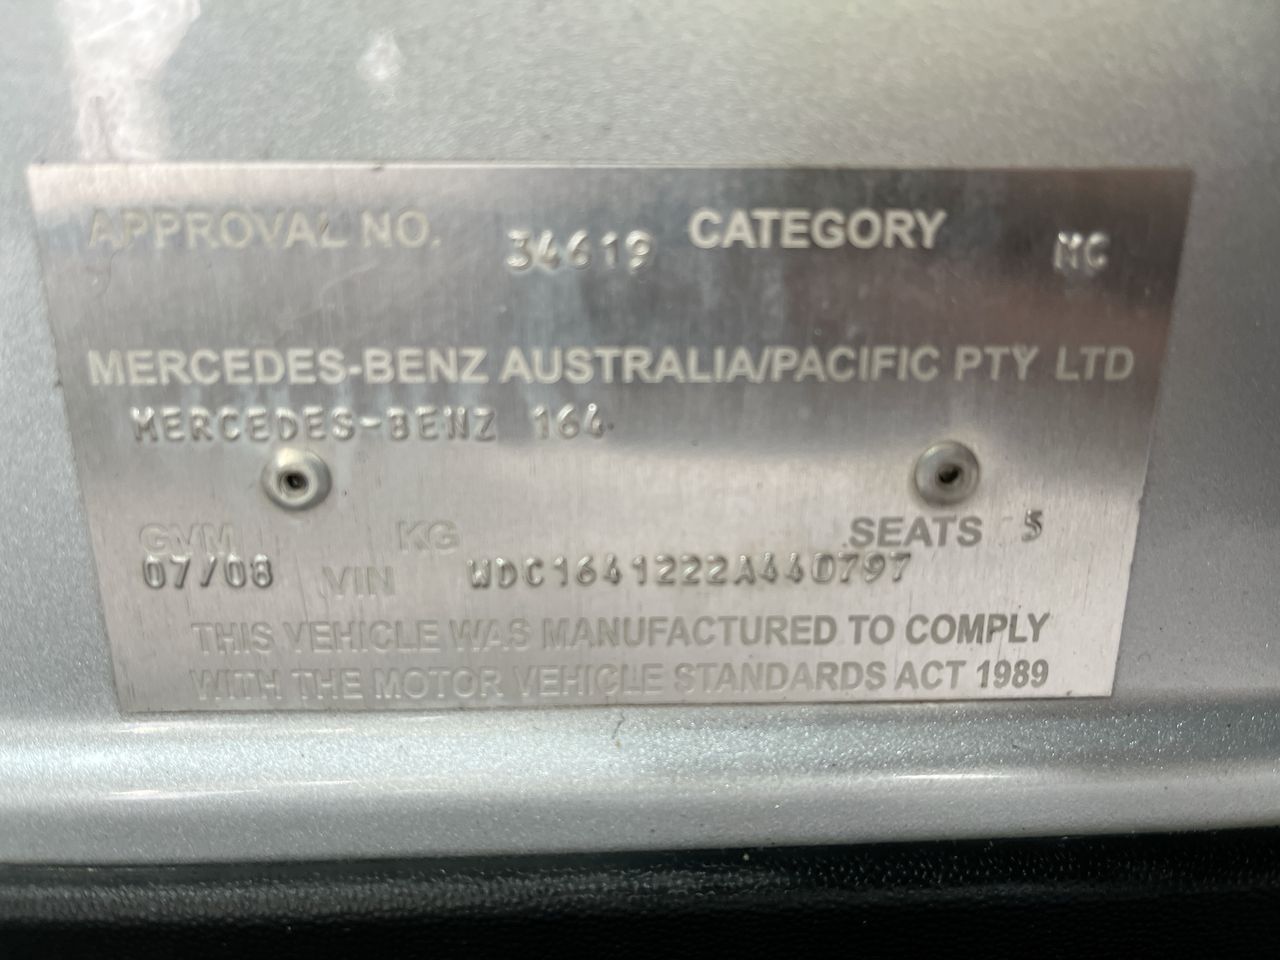 APPROVAL NO. 34619 CATEGORY MC
MERCEDES-BENZ AUSTRALIA/PACIFIC PTY LTD
MERCEDES-BENZ 164
GVM KG SEATS 5
07/08 VIN WDC1641222A440797
THIS VEHICLE WAS MANUFACTURED TO COMPLY
WITH THE MOTOR VEHICLE STANDARDS ACT 1989